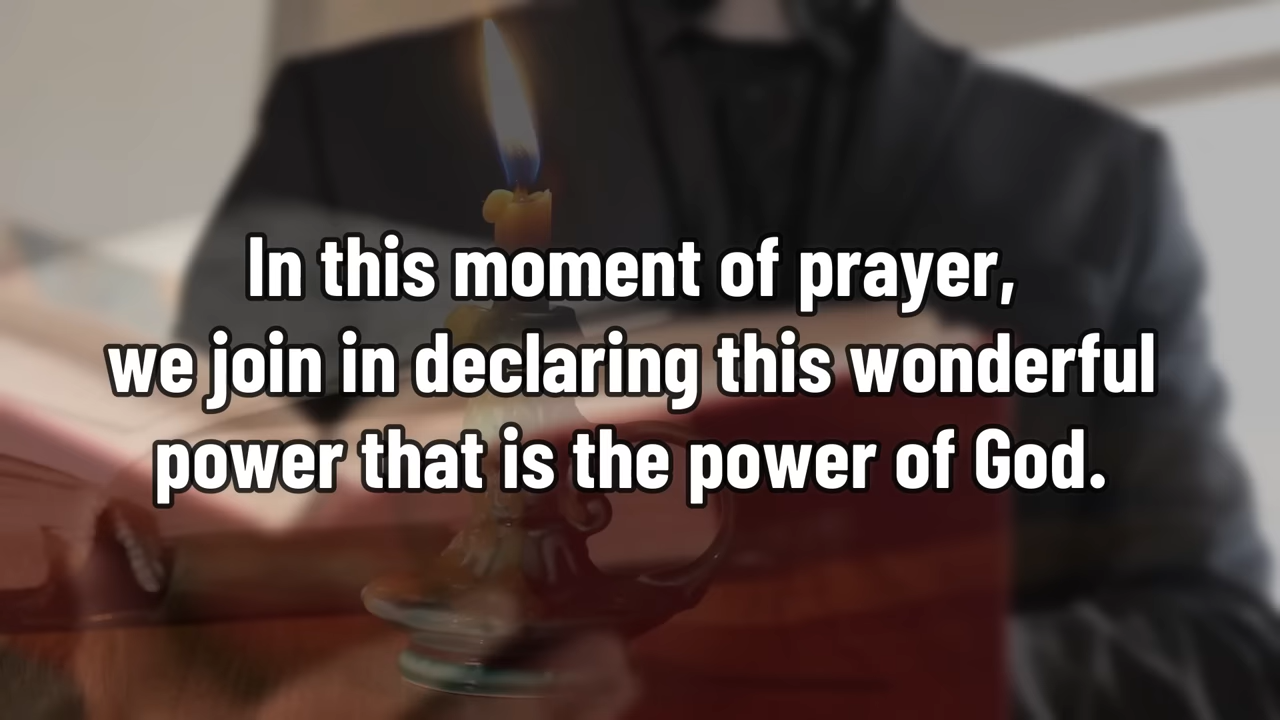 In this moment of prayer,
we join in declaring this wonderful
power that is the power of God.